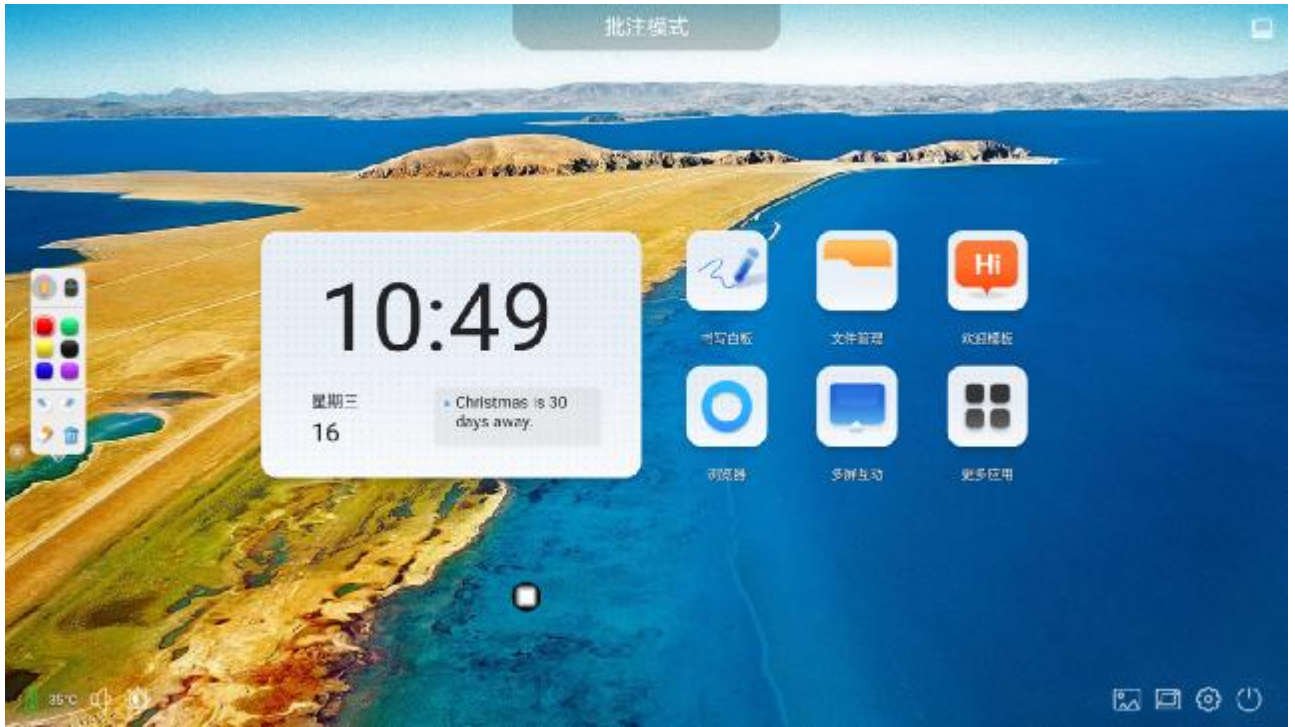 批注模式
10:49
星期三
16
Christmas is 30
days away.
Hi
书写白板
文件管理
欢迎模板
浏览器
多屏互动
更多应用
35°C